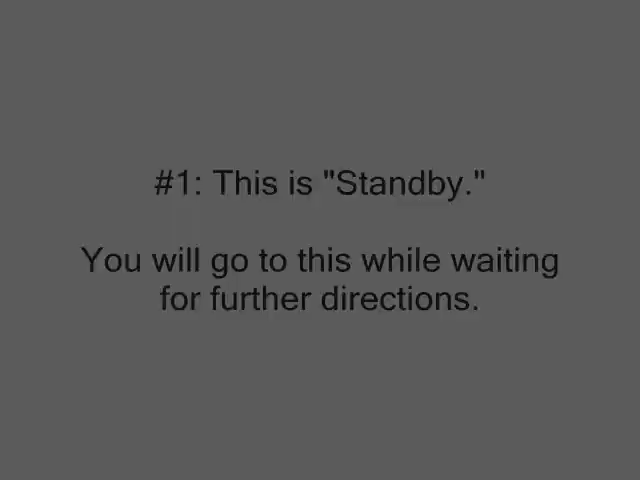 #1: This is "Standby."
You will go to this while waiting
for further directions.